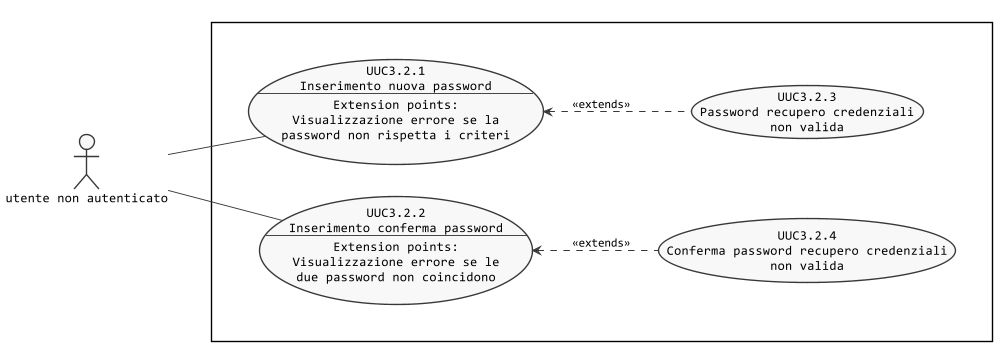 UUC3.2.1
Inserimento nuova password
Extension points:
Visualizzazione errore se la
password non rispetta i criteri
«extends»
UUC3.2.3
Password recupero credenziali
non valida
utente non autenticato
UUC3.2.2
Inserimento conferma password
Extension points:
Visualizzazione errore se le
due password non coincidono
«extends»
UUC3.2.4
Conferma password recupero credenziali
non valida